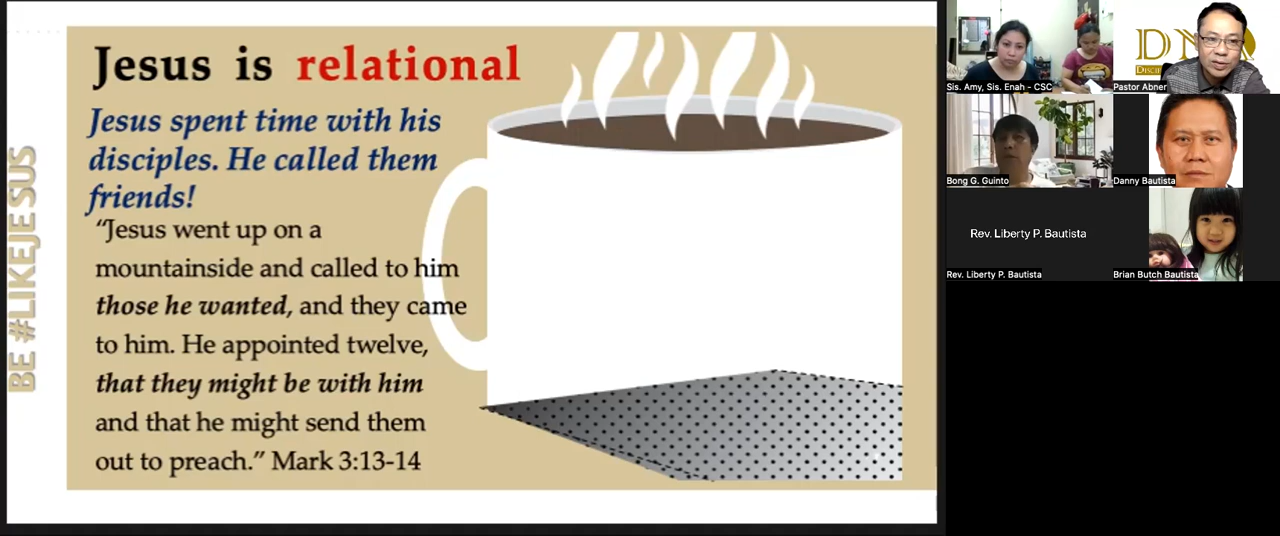 Jesus is relational
Jesus spent time with his
disciples. He called them
friends!
“Jesus went up on a
mountainside and called to him
those he wanted, and they came
to him. He appointed twelve,
that they might be with him
and that he might send them
out to preach.” Mark 3:13-14
BE #LIKEJESUS
Sis. Amy, Sis. Enah - CSC
Pastor Abner
Bong G. Guinto
Danny Bautista
Rev. Liberty P. Bautista
Rev. Liberty P. Bautista
Brian Butch Bautista